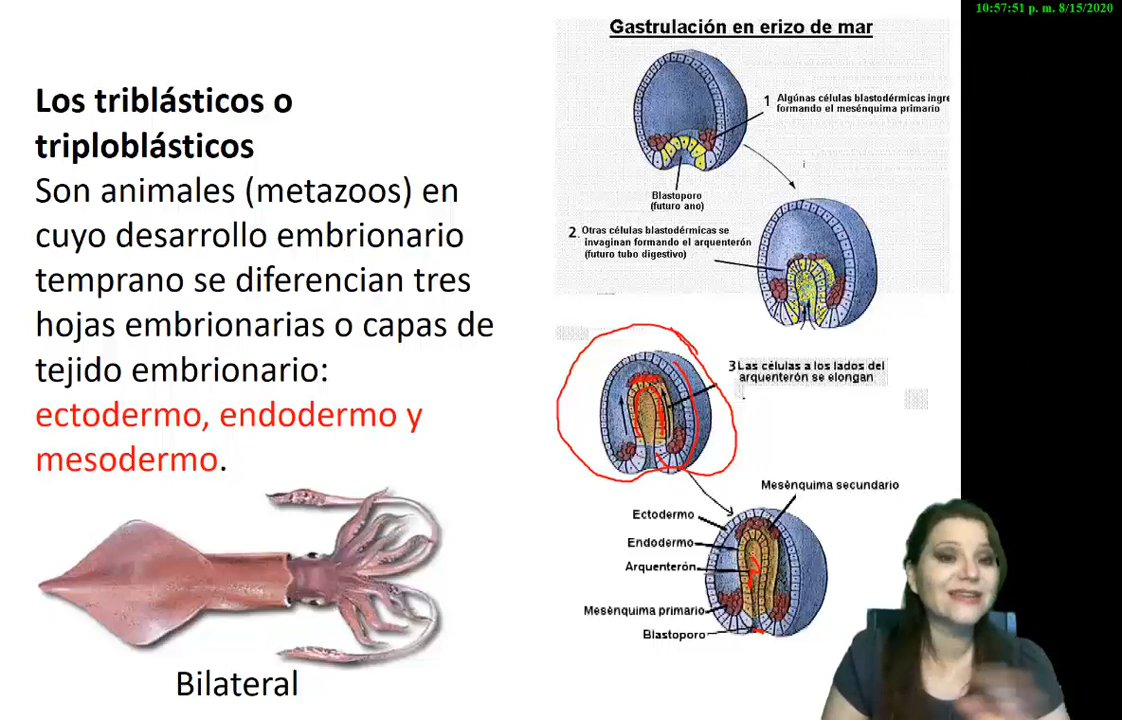 10:57:51 p. m. 8/15/2020
Los triblásticos o
triploblásticos
Son animales (metazoos) en
cuyo desarrollo embrionario
temprano se diferencian tres
hojas embrionarias o capas de
tejido embrionario:
ectodermo, endodermo y
mesodermo.
Bilateral
Gastrulación en erizo de mar
1 Algúnas células blastodérmicas ingre
formando el mesénquima primario
Blastoporo
(futuro ano)
2. Otras células blastodérmicas se
invaginan formando el arquenterón
(futuro tubo digestivo)
3 Las células a los lados del
arquenterón se elongan
Mesènquima secundario
Ectodermo
Endodermo
Arquenterón
Mesènquima primario
Blastoporo